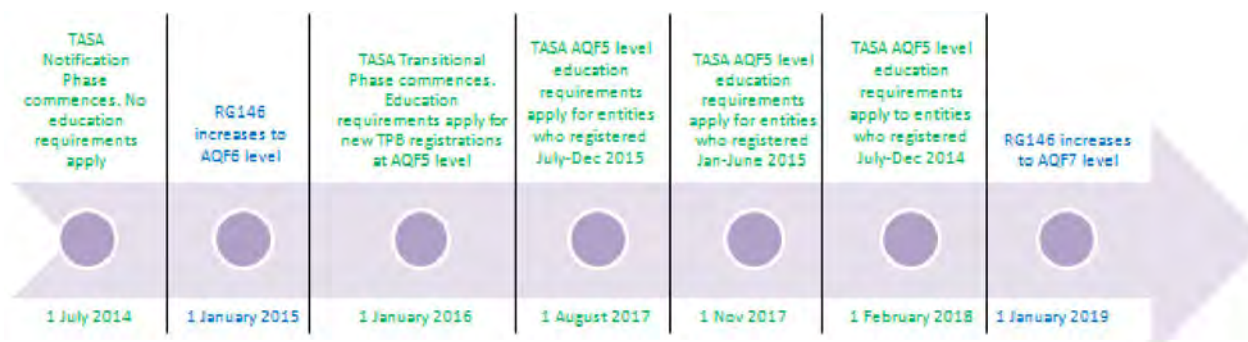 TASA
Notification
Phase
commences. No
education
requirements
apply
RG146
increases to
AQF6 level
TASA Transitional
Phase commences.
Education
requirements apply for
new TPB registrations
at AQF5 level
TASA AQF5 level
education
requirements
apply for entities
who registered
July-Dec 2015
TASA AQF5 level
education
requirements
apply for entities
who registered
Jan-June 2015
TASA AQF5 level
education
requirements
apply to entities
who registered
July-Dec 2014
RG146 increases
to AQF7 level
1 July 2014
1 January 2015
1 January 2016
1 August 2017
1 Nov 2017
1 February 2018
1 January 2019